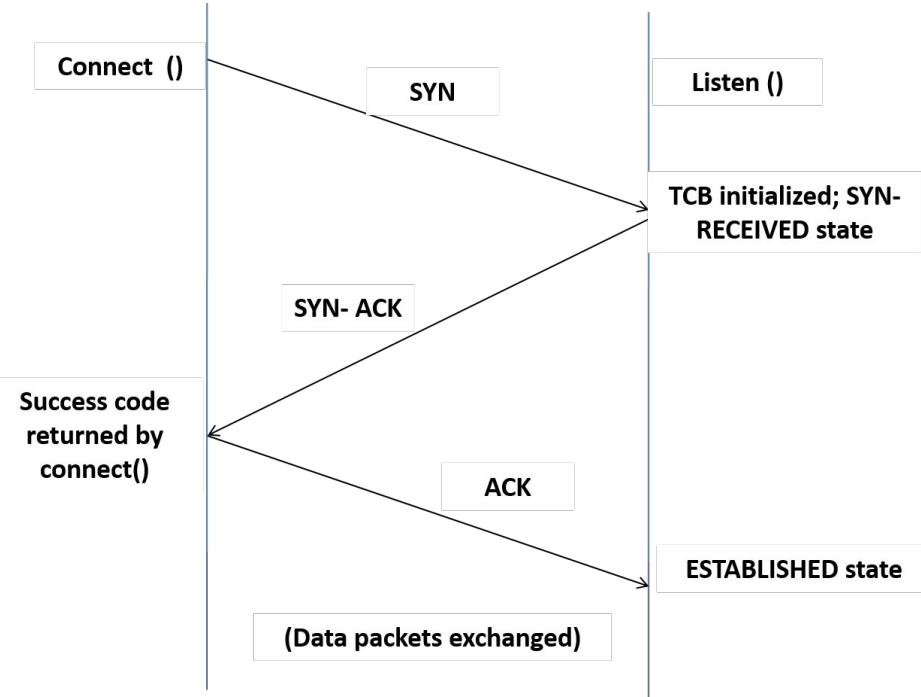 Connect ()
SYN
Listen ()
TCB initialized; SYN-
RECEIVED state
SYN- ACK
Success code
returned by
connect()
ACK
ESTABLISHED state
(Data packets exchanged)